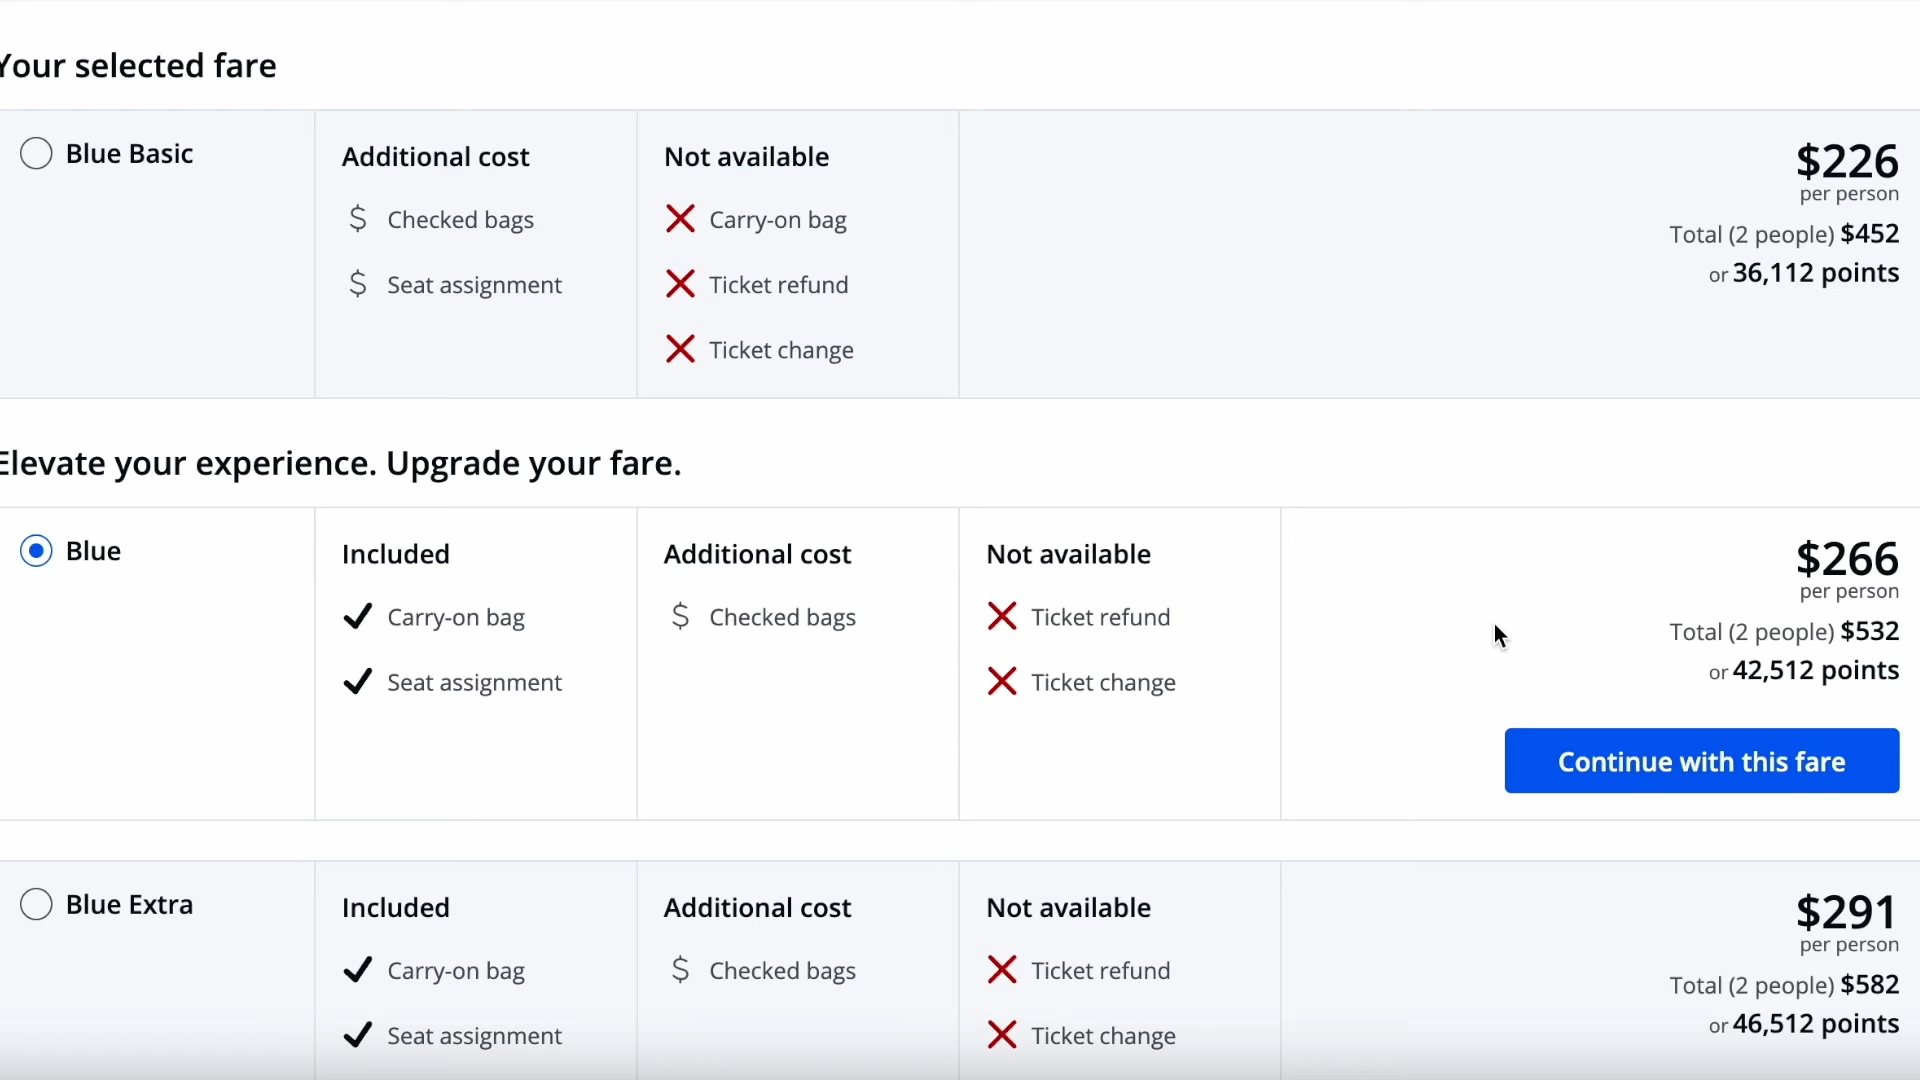 Your selected fare
Blue Basic
Additional cost
$ Checked bags
$ Seat assignment
Not available
Carry-on bag
Ticket refund
Ticket change
$226
per person
Total (2 people) $452
or 36,112 points
Elevate your experience. Upgrade your fare.
Blue
Included
Carry-on bag
Seat assignment
Additional cost
$ Checked bags
Not available
Ticket refund
Ticket change
$266
per person
Total (2 people) $532
or 42,512 points
Continue with this fare
Blue Extra
Included
Carry-on bag
Seat assignment
Additional cost
$ Checked bags
Not available
Ticket refund
Ticket change
$291
per person
Total (2 people) $582
or 46,512 points